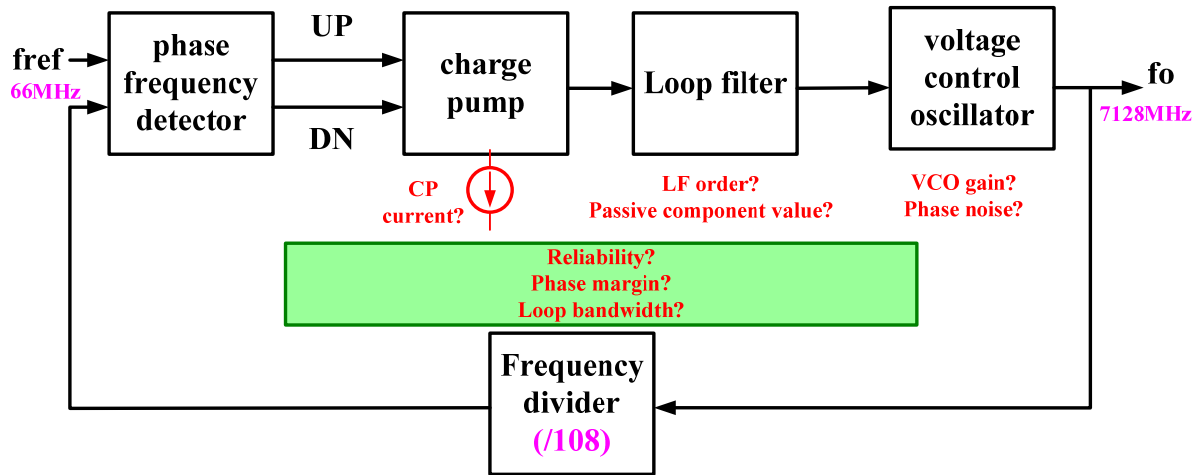 fref
66MHz
phase
frequency
detector
UP
DN
charge
pump
Loop filter
voltage
control
oscillator
fo
7128MHz
CP
current?
LF order?
Passive component value?
VCO gain?
Phase noise?
Reliability?
Phase margin?
Loop bandwidth?
Frequency
divider
(/108)